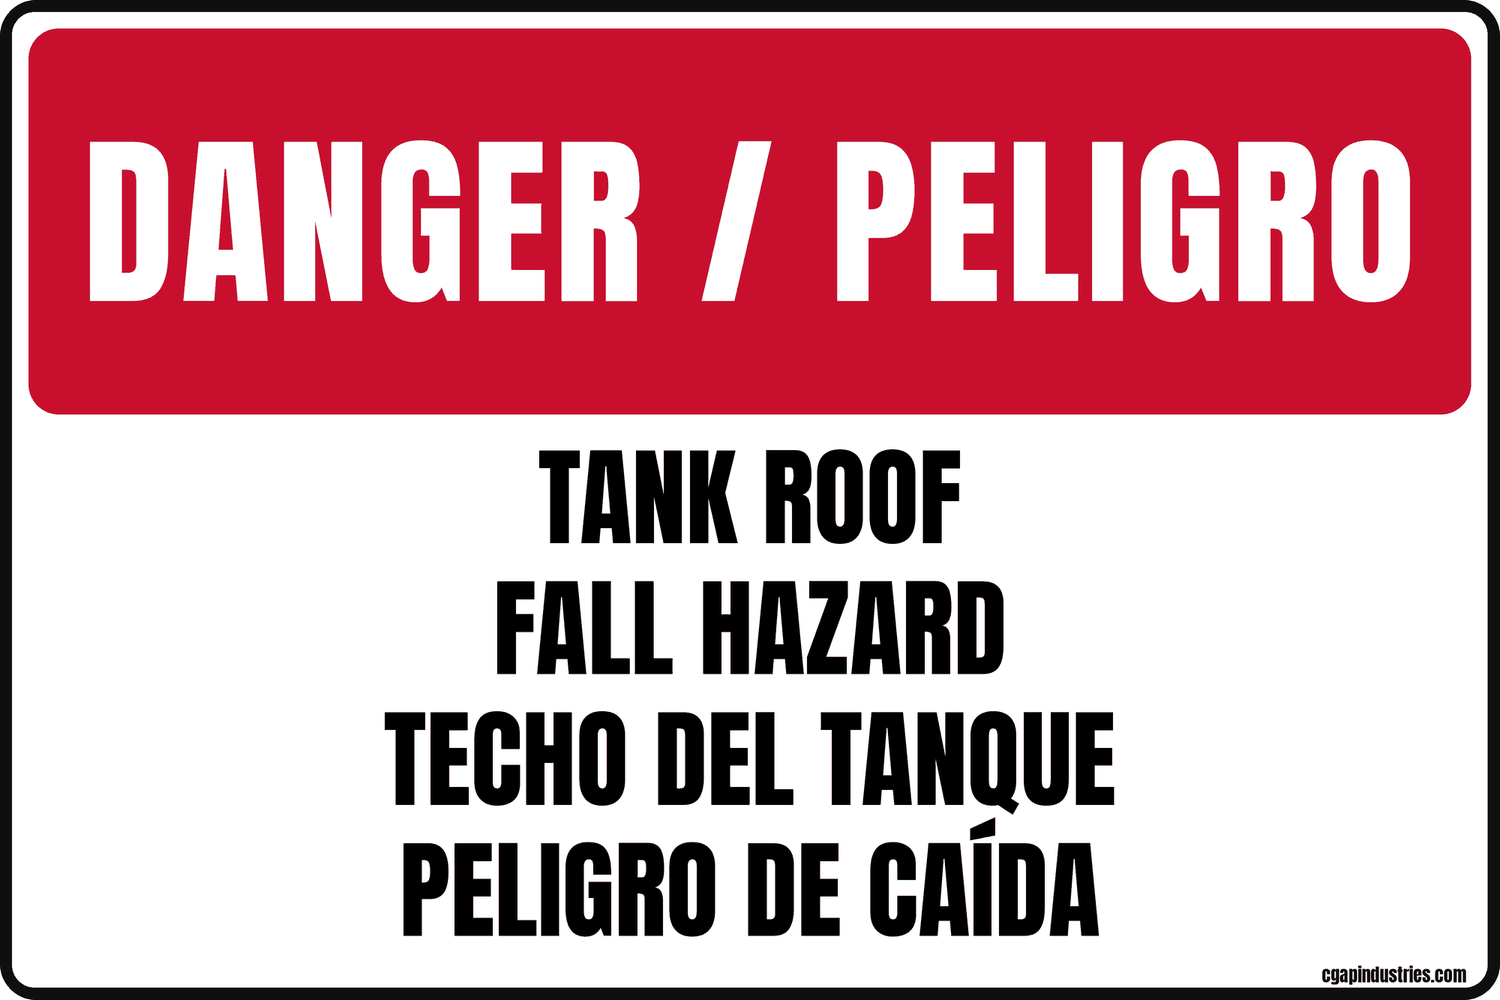 DANGER / PELIGRO
TANK ROOF
FALL HAZARD
TECHO DEL TANQUE
PELIGRO DE CAÍDA
cgapindustries.com